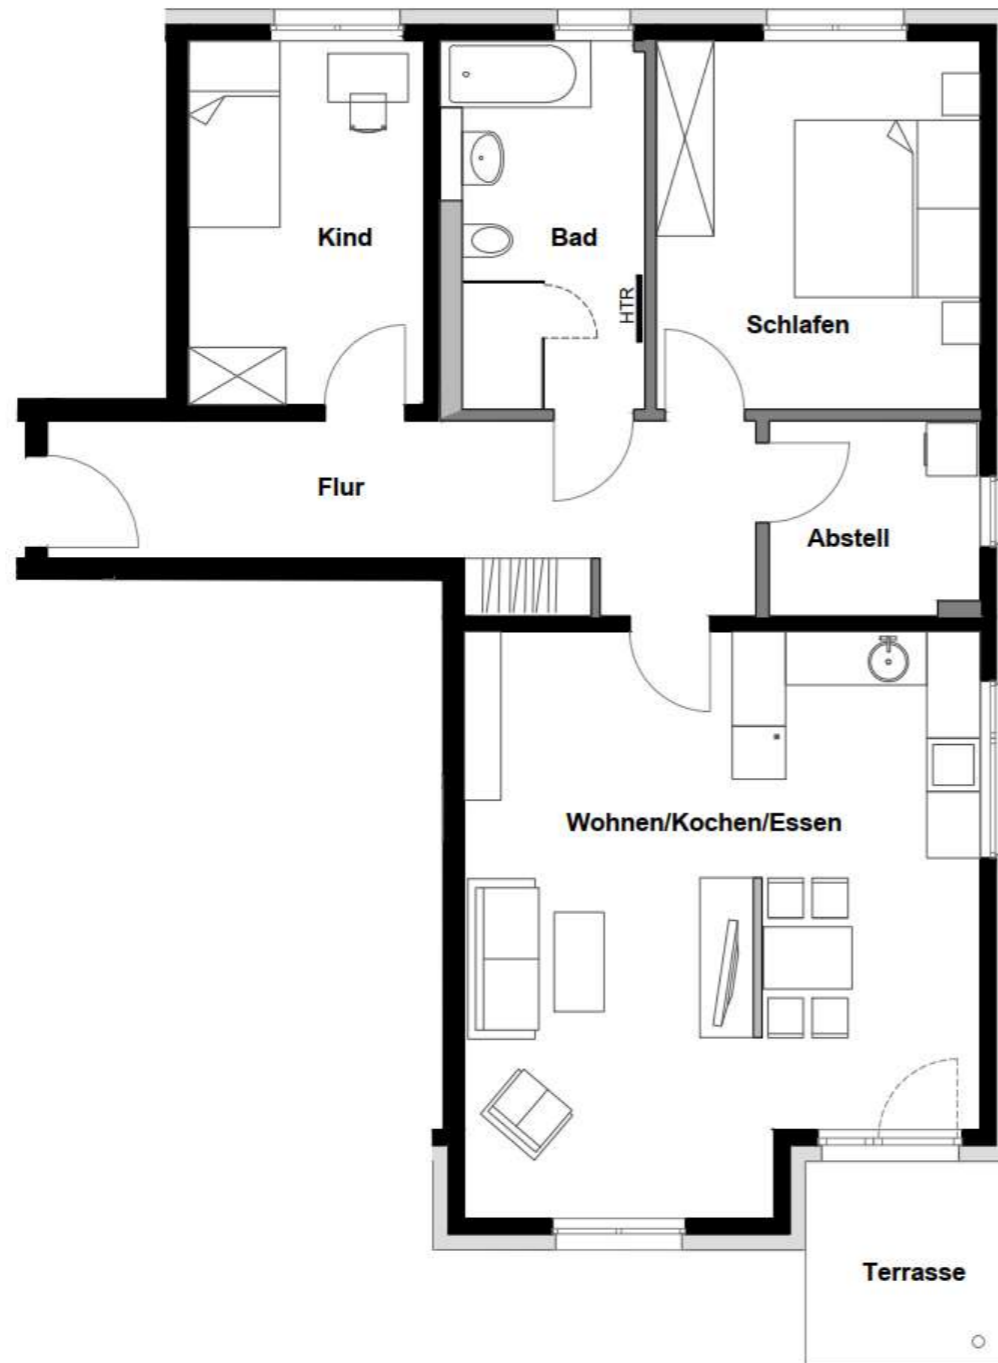 Kind
Bad
HTR
Schlafen
Flur
Abstell
Wohnen/Kochen/Essen
Terrasse